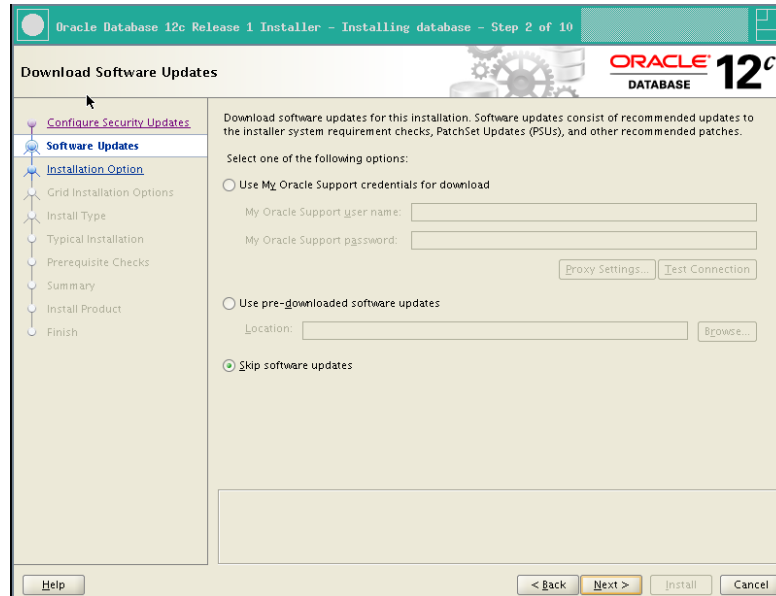 Oracle Database 12c Release 1 Installer - Installing database - Step 2 of 10
Download Software Updates
ORACLE
DATABASE
12c
Configure Security Updates
Software Updates
Installation Option
Grid Installation Options
Install Type
Typical Installation
Prerequisite Checks
Summary
Install Product
Finish
Download software updates for this installation. Software updates consist of recommended updates to
the installer system requirement checks, PatchSet Updates (PSUs), and other recommended patches.
Select one of the following options:
Use My Oracle Support credentials for download
My Oracle Support user name:
My Oracle Support password:
Proxy Settings... Test Connection
Use pre-downloaded software updates
Location: Browse...
Skip software updates
Help < Back Next > Install Cancel